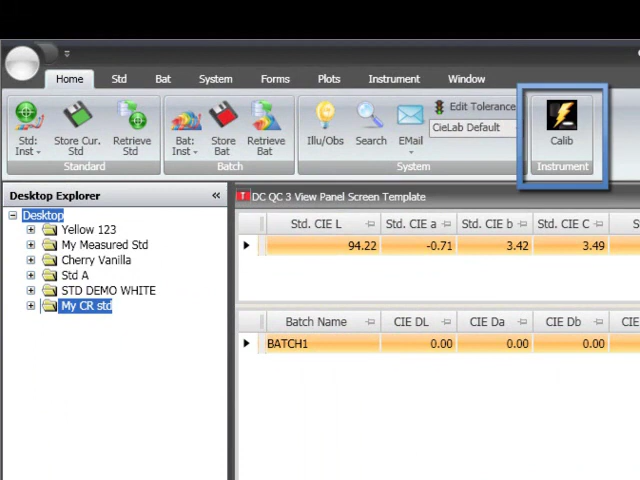 Home Std Bat System Forms Plots Instrument Window
Std: Inst
Store Cur. Std
Retrieve Std
Bat: Inst
Store Bat
Retrieve Bat
Illu/Obs
Search
EMail
Edit Tolerance
CieLab Default
Calib
Standard Batch System Instrument
Desktop Explorer «
DC QC 3 View Panel Screen Template
Desktop
Yellow 123
My Measured Std
Cherry Vanilla
Std A
STD DEMO WHITE
My CR std
Std. CIE L Std. CIE a Std. CIE b Std. CIE C S
94.22 -0.71 3.42 3.49
Batch Name CIE DL CIE Da CIE Db CIE
BATCH1 0.00 0.00 0.00